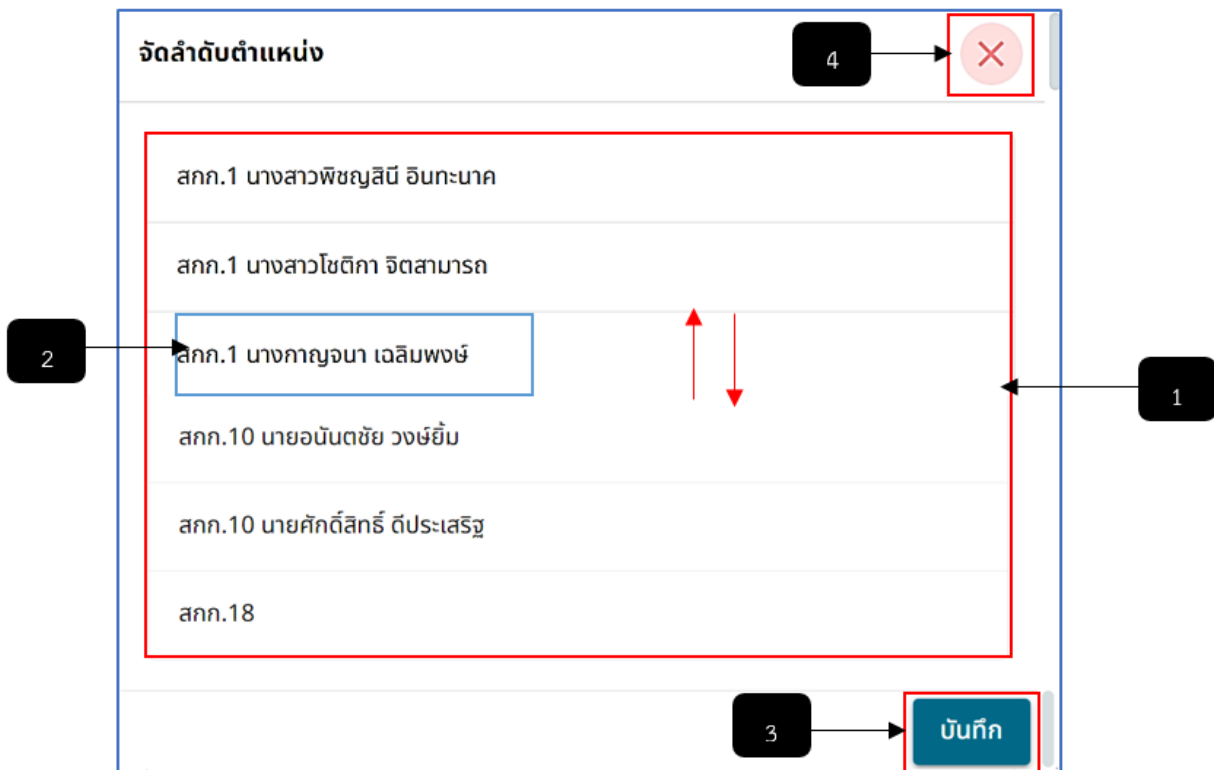 จัดลำดับตำแหน่ง
4
สกก.1 นางสาวพิชญสินี อินทะนาค
สกก.1 นางสาวโชติกา จิตสามารถ
2
สกก.1 นางกาญจนา เฉลิมพงษ์
1
สกก.10 นายอนันตชัย วงษ์ยิ้ม
สกก.10 นายศักดิ์สิทธิ์ ดีประเสริฐ
สกก.18
3
บันทึก